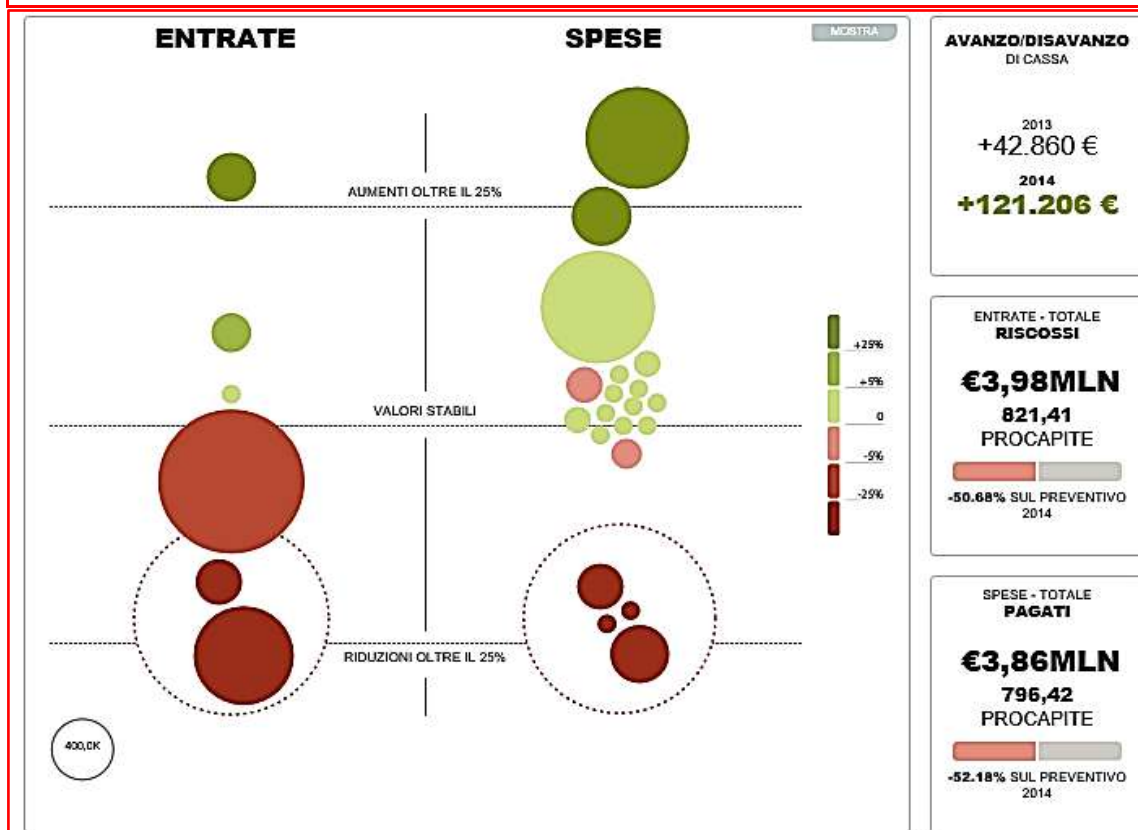 ENTRATE
SPESE
MOSTRA
AUMENTI OLTRE IL 25%
VALORI STABILI
RIDUZIONI OLTRE IL 25%
400,0K
+25%
+5%
0
-5%
-25%
AVANZO/DISAVANZO
DI CASSA
2013
+42.860 €
2014
+121.206 €
ENTRATE - TOTALE
RISCOSSI
€3,98MLN
821,41
PROCAPITE
-50.68% SUL PREVENTIVO
2014
SPESE - TOTALE
PAGATI
€3,86MLN
796,42
PROCAPITE
-52.18% SUL PREVENTIVO
2014